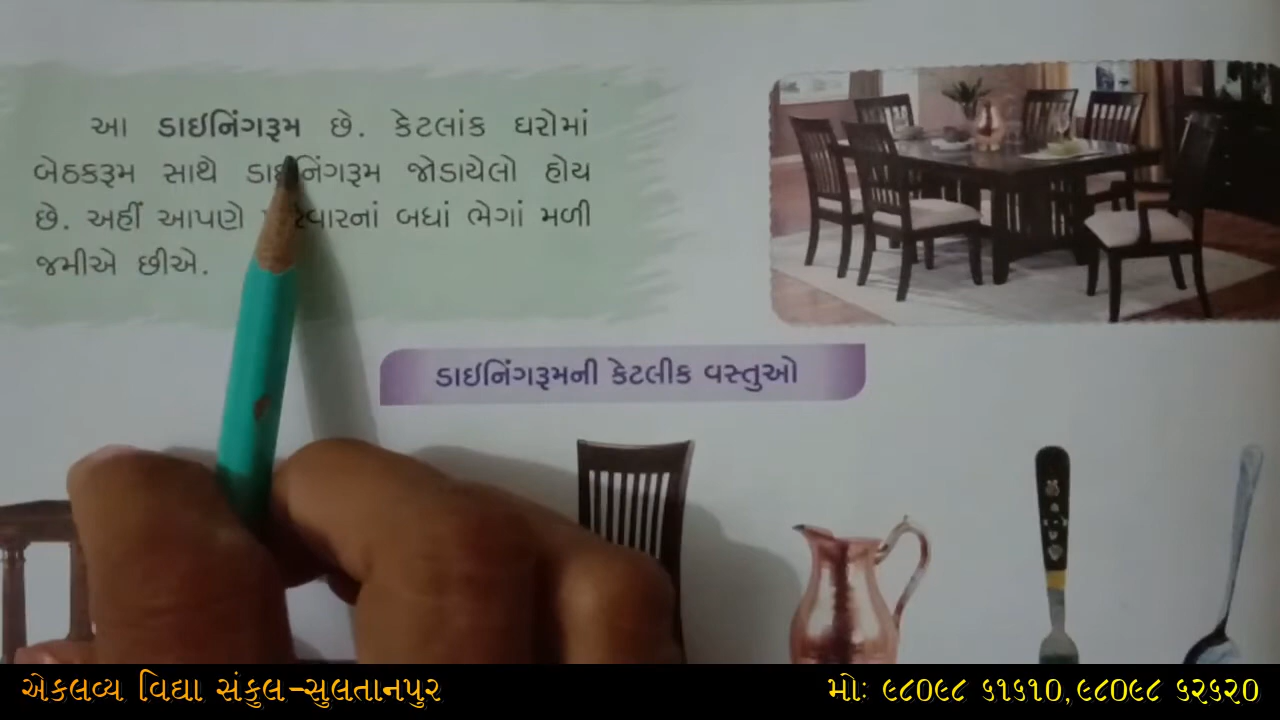 આ ડાઇનિંગરૂમ છે. કેટલાંક ઘરોમાં
બેઠકરૂમ સાથે ડાઇનિંગરૂમ જોડાયેલો હોય
છે. અહીં આપણે પરિવારનાં બધાં ભેગાં મળી
જમીએ છીએ.
ડાઇનિંગરૂમની કેટલીક વસ્તુઓ
એકલવ્ય વિદ્યા સંકુલ-સુલતાનપુર
મોઃ ૯૮૦૯૮ ૬૧૬૧૦,૯૮૦૯૮ ૬૨૬૨૦